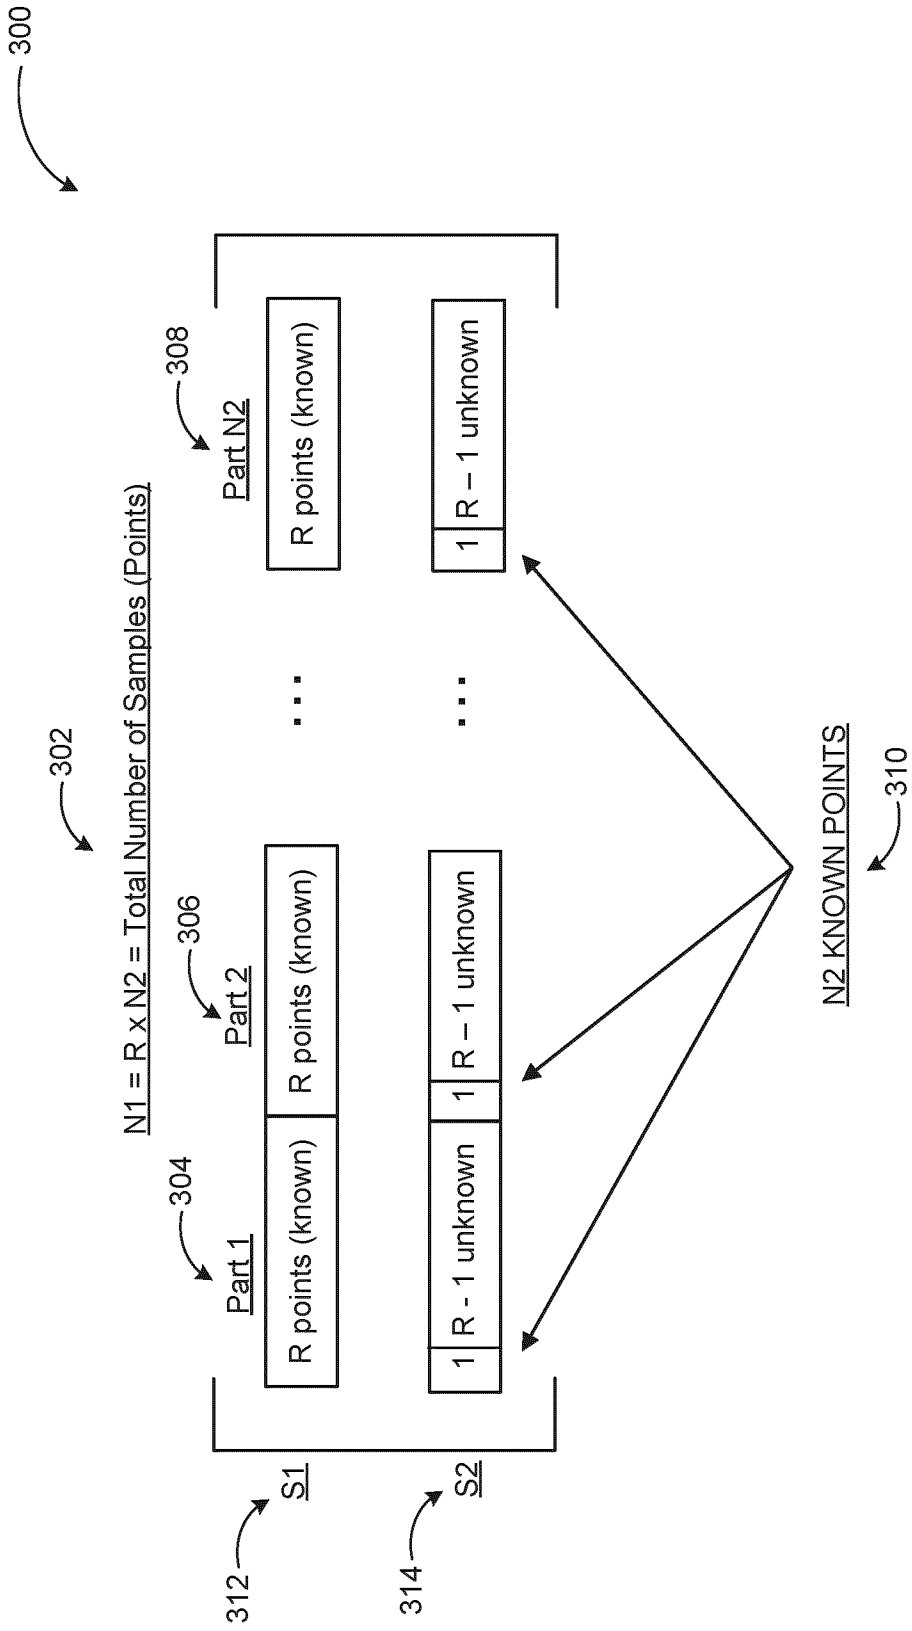 300
302
N1 = R x N2 = Total Number of Samples (Points)
304
306
308
Part 1
Part 2
Part N2
312
S1
R points (known)
R points (known)
...
R points (known)
314
S2
1
R - 1 unknown
1
R – 1 unknown
...
1
R – 1 unknown
N2 KNOWN POINTS
310